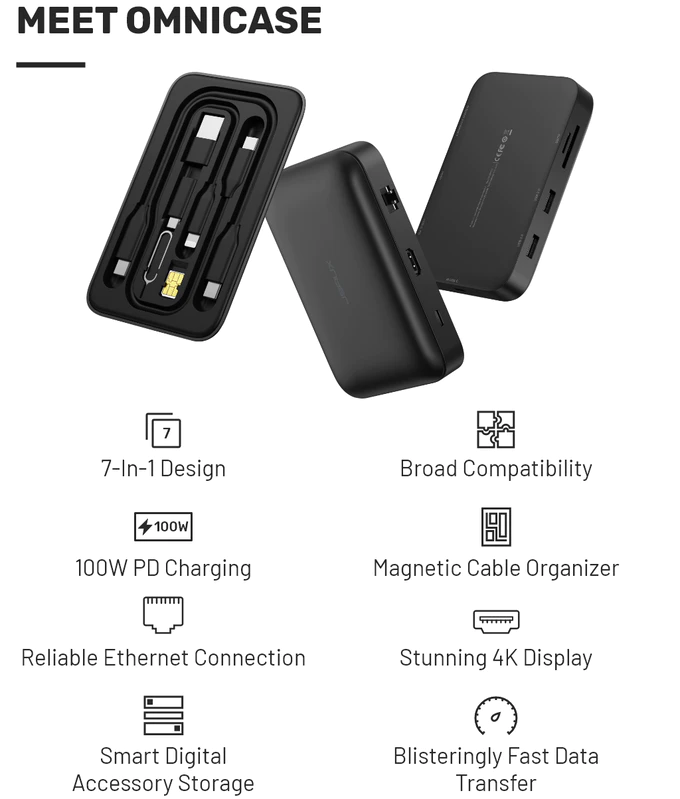 MEET OMNICASE
7
7-In-1 Design
Broad Compatibility
100W
100W PD Charging
Magnetic Cable Organizer
Reliable Ethernet Connection
Stunning 4K Display
Smart Digital
Accessory Storage
Blisteringly Fast Data
Transfer